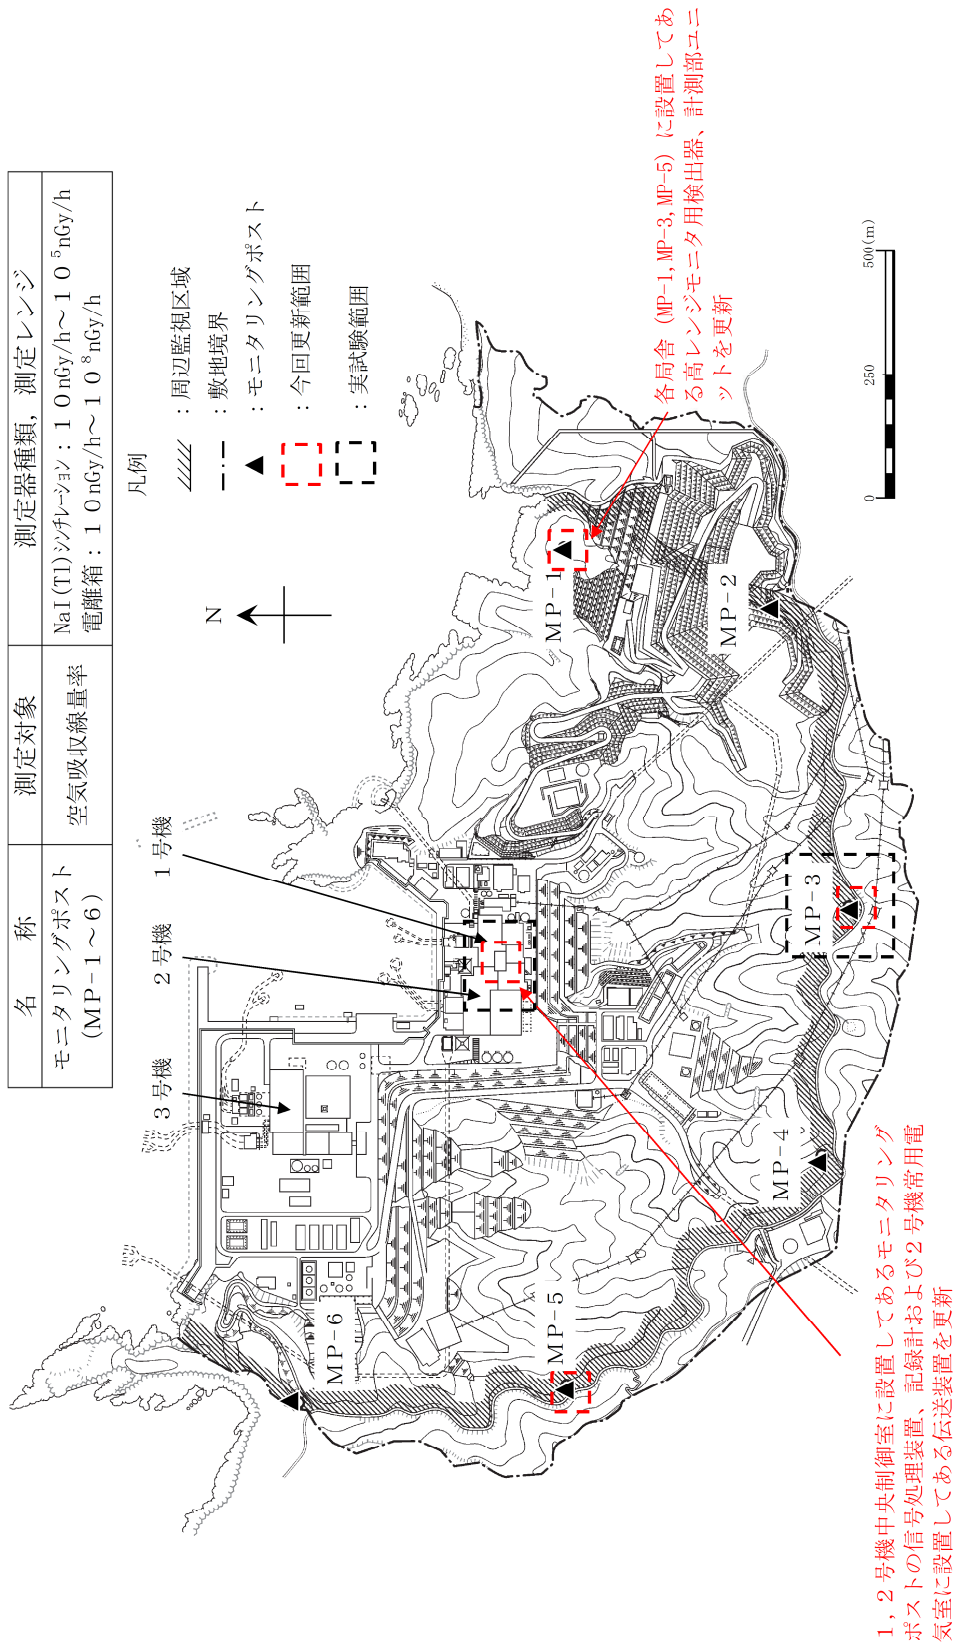 名　称
測定対象
測定器種類，測定レンジ
モニタリングポスト
(MP-1～6)
空気吸収線量率
NaI(Tl)シンチレーション：10nGy/h～10⁵nGy/h
電離箱：10nGy/h～10⁸nGy/h
凡例
：周辺監視区域
：敷地境界
：モニタリングポスト
：今回更新範囲
：実試験範囲
N
3号機
2号機
1号機
MP-6
MP-5
MP-4
MP-3
MP-2
MP-1
各局舎（MP-1,MP-3,MP-5）に設置してあ
る高レンジモニタ用検出器、計測部ユニ
ットを更新
1,2号機中央制御室に設置してあるモニタリング
ポストの信号処理装置、記録計および2号機常用電
気室に設置してある伝送装置を更新
0
250
500(m)